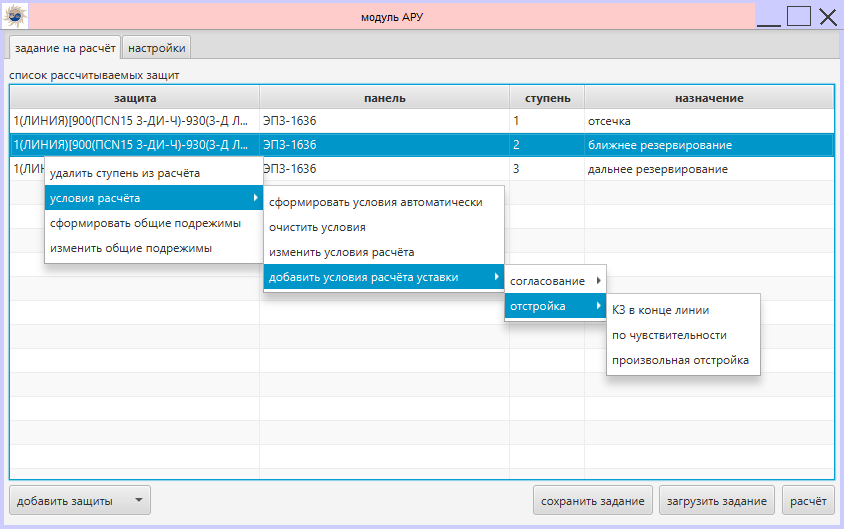 модуль АРУ
задание на расчёт настройки
список рассчитываемых защит
защита панель ступень назначение
1(ЛИНИЯ)[900(ПСN15 3-ДИ-Ч)-930(3-Д Л... ЭПЗ-1636 1 отсечка
1(ЛИНИЯ)[900(ПСN15 3-ДИ-Ч)-930(3-Д Л... ЭПЗ-1636 2 ближнее резервирование
1(ЛИН ЭПЗ-1636 3 дальнее резервирование
удалить ступень из расчёта
условия расчёта
сформировать общие подрежимы
изменить общие подрежимы
сформировать условия автоматически
очистить условия
изменить условия расчёта
добавить условия расчёта уставки
согласование
отстройка
КЗ в конце линии
по чувствительности
произвольная отстройка
добавить защиты сохранить задание загрузить задание расчёт